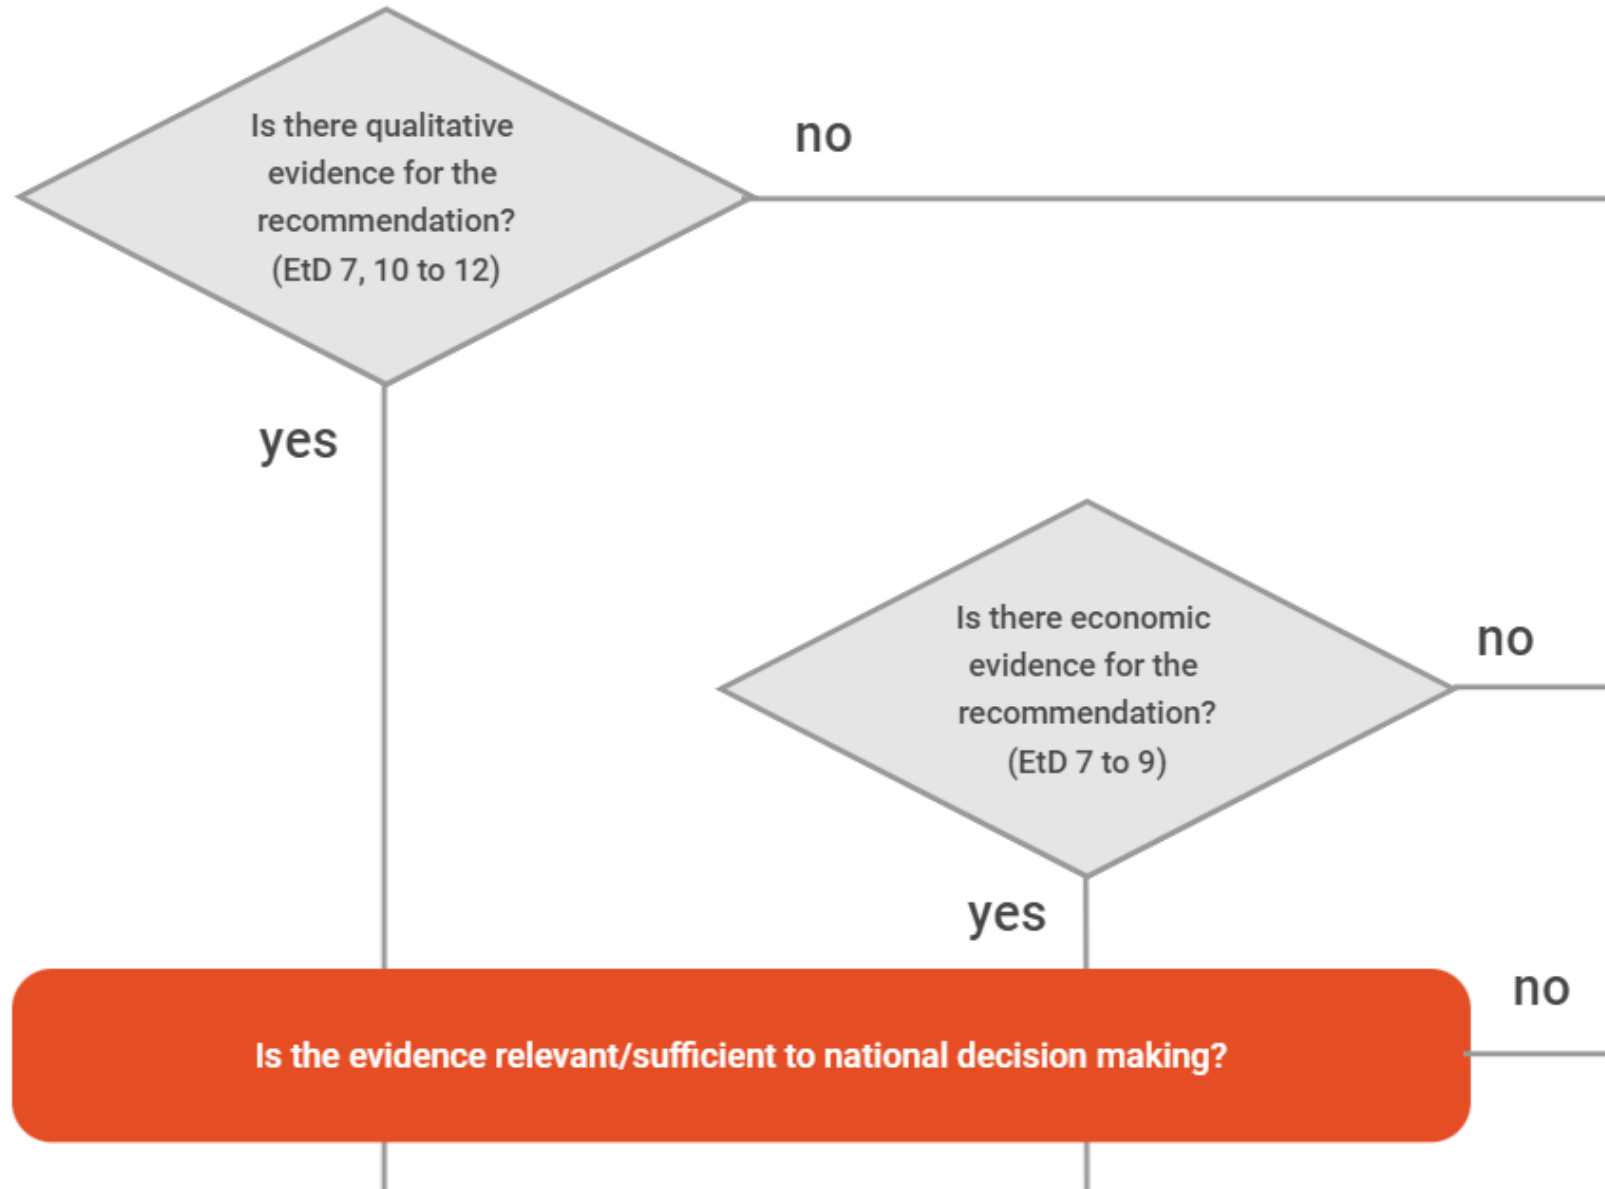 Is there qualitative
evidence for the
recommendation?
(EtD 7, 10 to 12)
no
yes
Is there economic
evidence for the
recommendation?
(EtD 7 to 9)
no
yes
Is the evidence relevant/sufficient to national decision making?
no